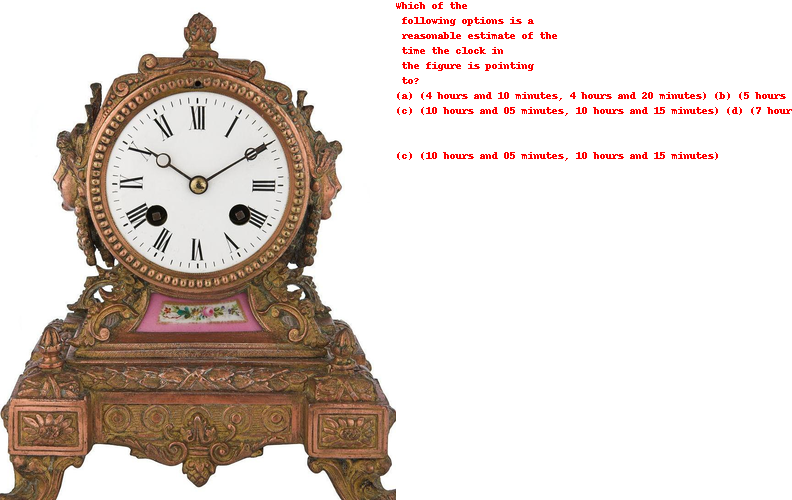 Which of the
following options is a
reasonable estimate of the
time the clock in
the figure is pointing
to?
(a) (4 hours and 10 minutes, 4 hours and 20 minutes) (b) (5 hours
(c) (10 hours and 05 minutes, 10 hours and 15 minutes) (d) (7 hour
(c) (10 hours and 05 minutes, 10 hours and 15 minutes)
XII
I
II
III
IIII
V
VI
VII
VIII
IX
X
XI